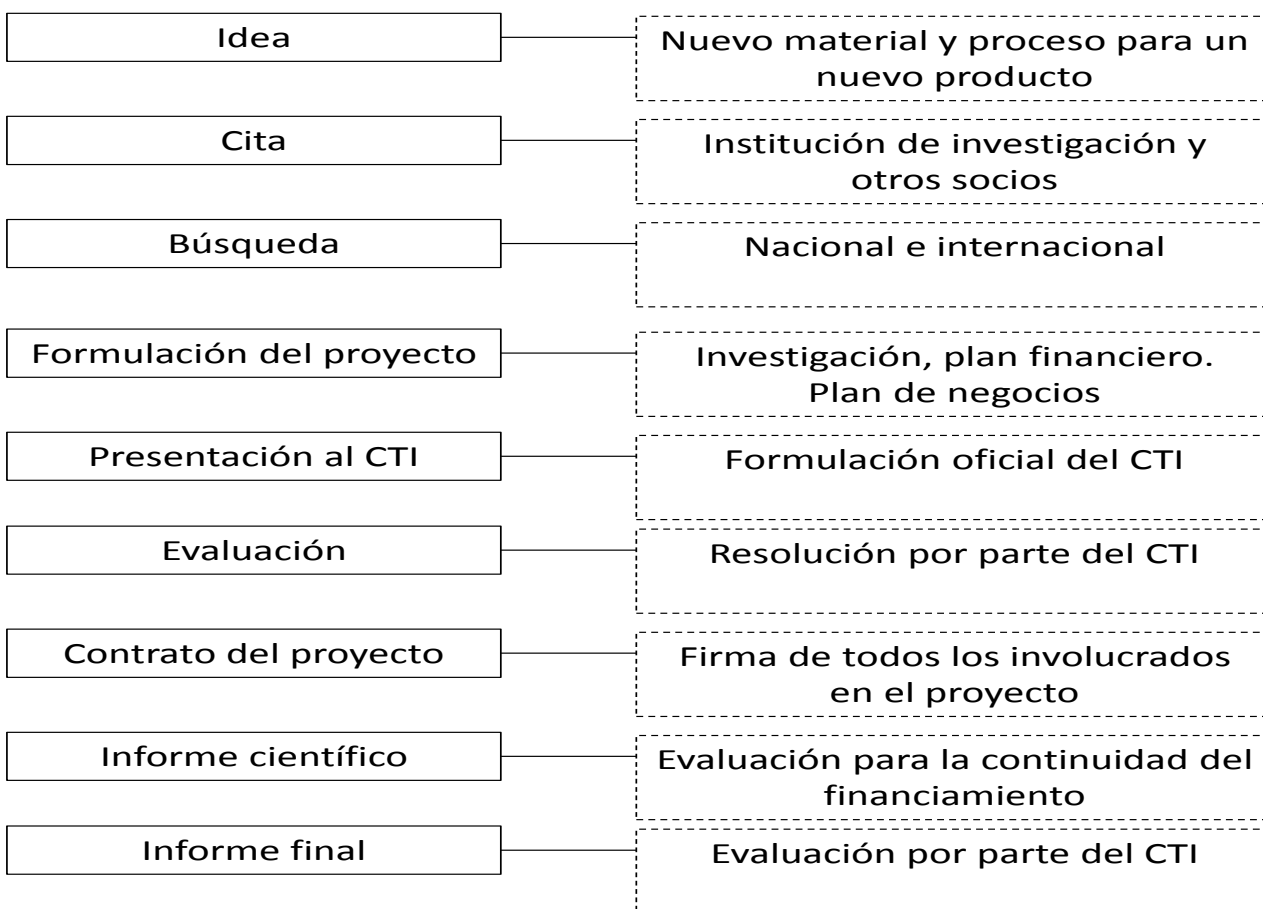 Idea
Nuevo material y proceso para un
nuevo producto
Cita
Institución de investigación y
otros socios
Búsqueda
Nacional e internacional
Formulación del proyecto
Investigación, plan financiero.
Plan de negocios
Presentación al CTI
Formulación oficial del CTI
Evaluación
Resolución por parte del CTI
Contrato del proyecto
Firma de todos los involucrados
en el proyecto
Informe científico
Evaluación para la continuidad del
financiamiento
Informe final
Evaluación por parte del CTI